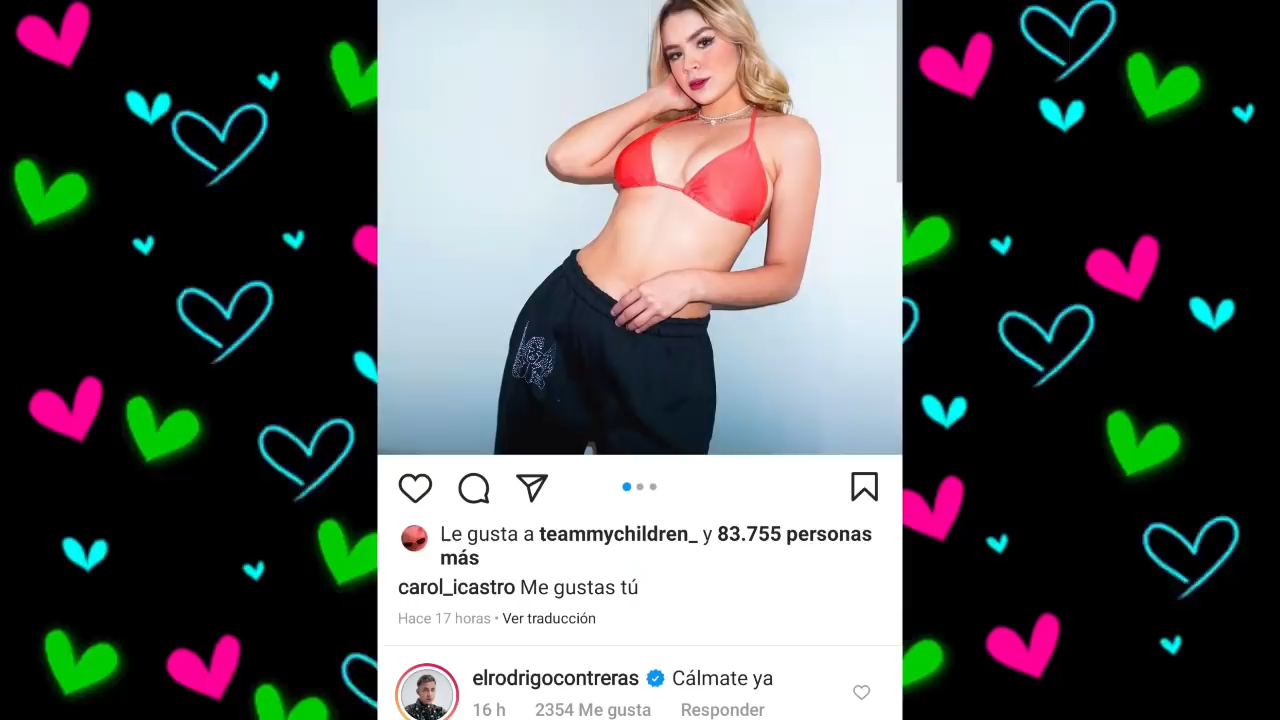 Le gusta a teammychildren_ y 83.755 personas
más
carol_icastro Me gustas tú
Hace 17 horas • Ver traducción
elrodrigocontreras Cálmate ya
16 h 2354 Me gusta Responder